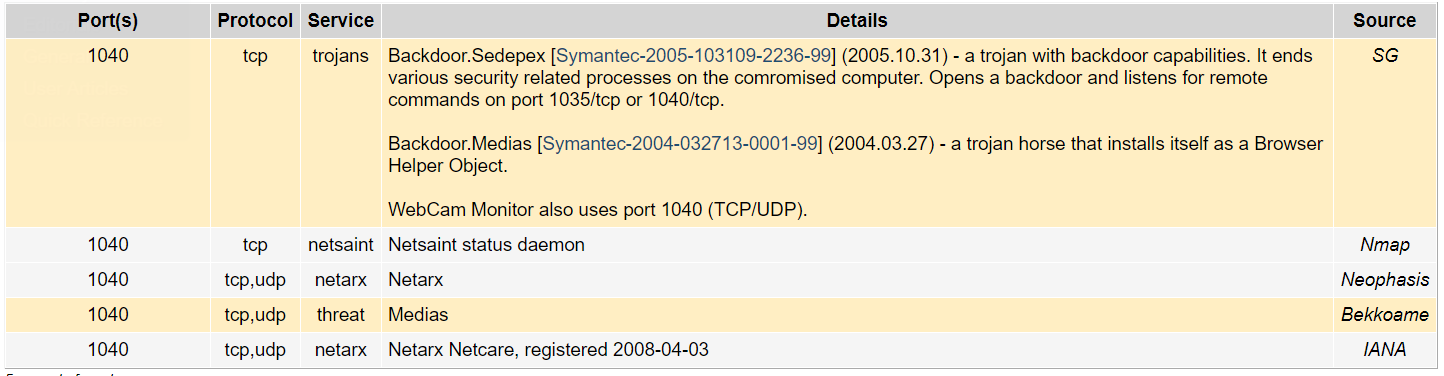 Port(s) Protocol Service Details Source
1040 tcp trojans Backdoor.Sedepex [Symantec-2005-103109-2236-99] (2005.10.31) - a trojan with backdoor capabilities. It ends SG
various security related processes on the comromised computer. Opens a backdoor and listens for remote
commands on port 1035/tcp or 1040/tcp.
Backdoor.Medias [Symantec-2004-032713-0001-99] (2004.03.27) - a trojan horse that installs itself as a Browser
Helper Object.
WebCam Monitor also uses port 1040 (TCP/UDP).
1040 tcp netsaint Netsaint status daemon Nmap
1040 tcp,udp netarx Netarx Neophasis
1040 tcp,udp threat Medias Bekkoame
1040 tcp,udp netarx Netarx Netcare, registered 2008-04-03 IANA